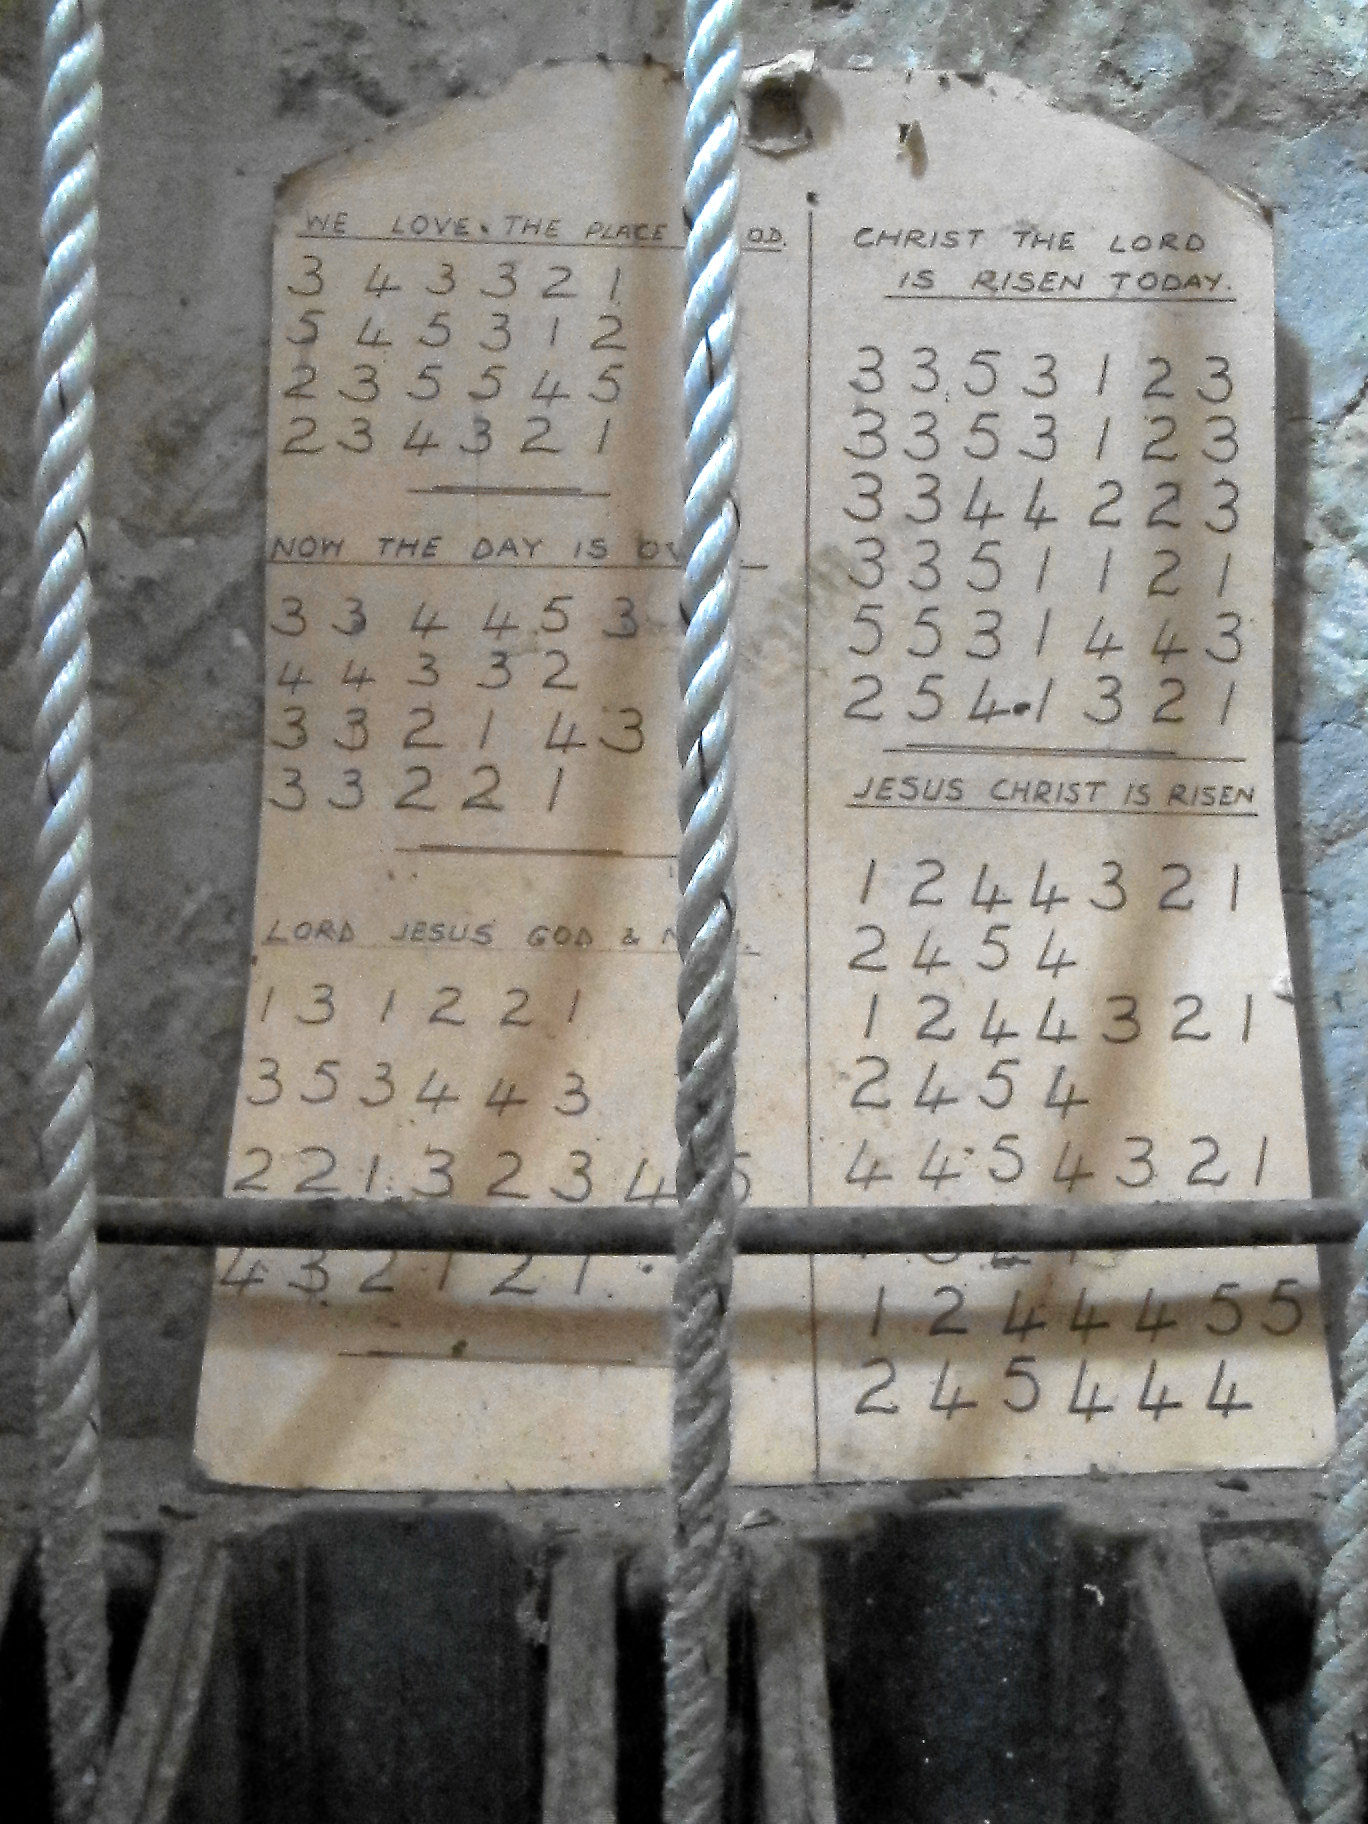 WE LOVE THE PLACE OD.
3 4 3 3 2 1
5 4 5 3 1 2
2 3 5 5 4 5
2 3 4 3 2 1
NOW THE DAY IS
3 3 4 4 5 3
4 4 3 3 2
3 3 2 1 4 3
3 3 2 2 1
LORD JESUS GOD &
1 3 1 2 2 1
3 5 3 4 4 3
2 2 1 3 2 3 4 5
4 3 2 1 2 1
CHRIST THE LORD
IS RISEN TODAY.
3 3 5 3 1 2 3
3 3 5 3 1 2 3
3 3 4 4 2 2 3
3 3 5 1 1 2 1
5 5 3 1 4 4 3
2 5 4 1 3 2 1
JESUS CHRIST IS RISEN
1 2 4 4 3 2 1
2 4 5 4
1 2 4 4 3 2 1
2 4 5 4
4 4 5 4 3 2 1
1 2 4 4 4 5 5
2 4 5 4 4 4